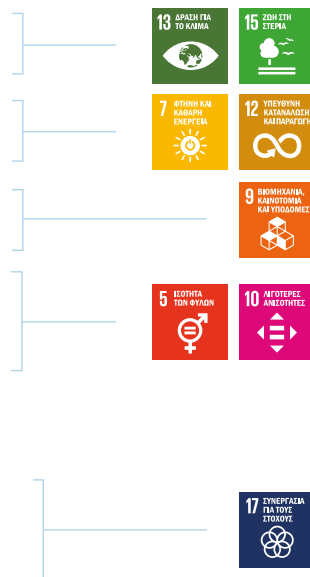 13 ΔΡΑΣΗ ΓΙΑ
ΤΟ ΚΛΙΜΑ
15 ΖΩΗ ΣΤΗ
ΣΤΕΡΙΑ
7 ΦΤΗΝΗ ΚΑΙ
ΚΑΘΑΡΗ
ΕΝΕΡΓΕΙΑ
12 ΥΠΕΥΘΥΝΗ
ΚΑΤΑΝΑΛΩΣΗ
ΚΑΙ ΠΑΡΑΓΩΓΗ
9 ΒΙΟΜΗΧΑΝΙΑ,
ΚΑΙΝΟΤΟΜΙΑ
ΚΑΙ ΥΠΟΔΟΜΕΣ
5 ΙΣΟΤΗΤΑ
ΤΩΝ ΦΥΛΩΝ
10 ΛΙΓΟΤΕΡΕΣ
ΑΝΙΣΟΤΗΤΕΣ
17 ΣΥΝΕΡΓΑΣΙΑ
ΓΙΑ ΤΟΥΣ
ΣΤΟΧΟΥΣ